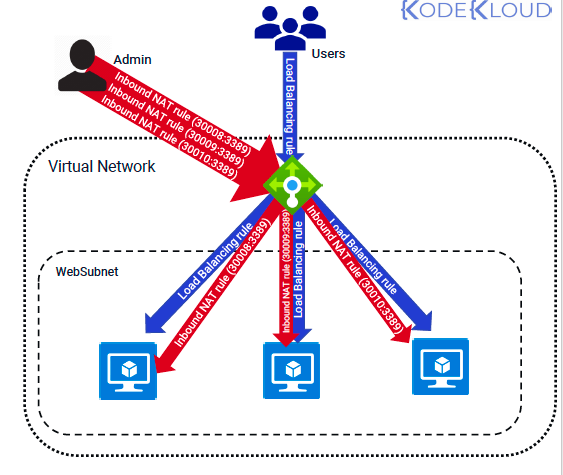 KODEKLOUD
Admin
Users
Inbound NAT rule (30008:3389)
Inbound NAT rule (30009:3389)
Inbound NAT rule (30010:3389)
Load Balancing rule
Virtual Network
WebSubnet
Load Balancing rule
Inbound NAT rule (30008:3389)
Inbound NAT rule (30009:3389)
Load Balancing rule
Inbound NAT rule (30010:3389)
Load Balancing rule